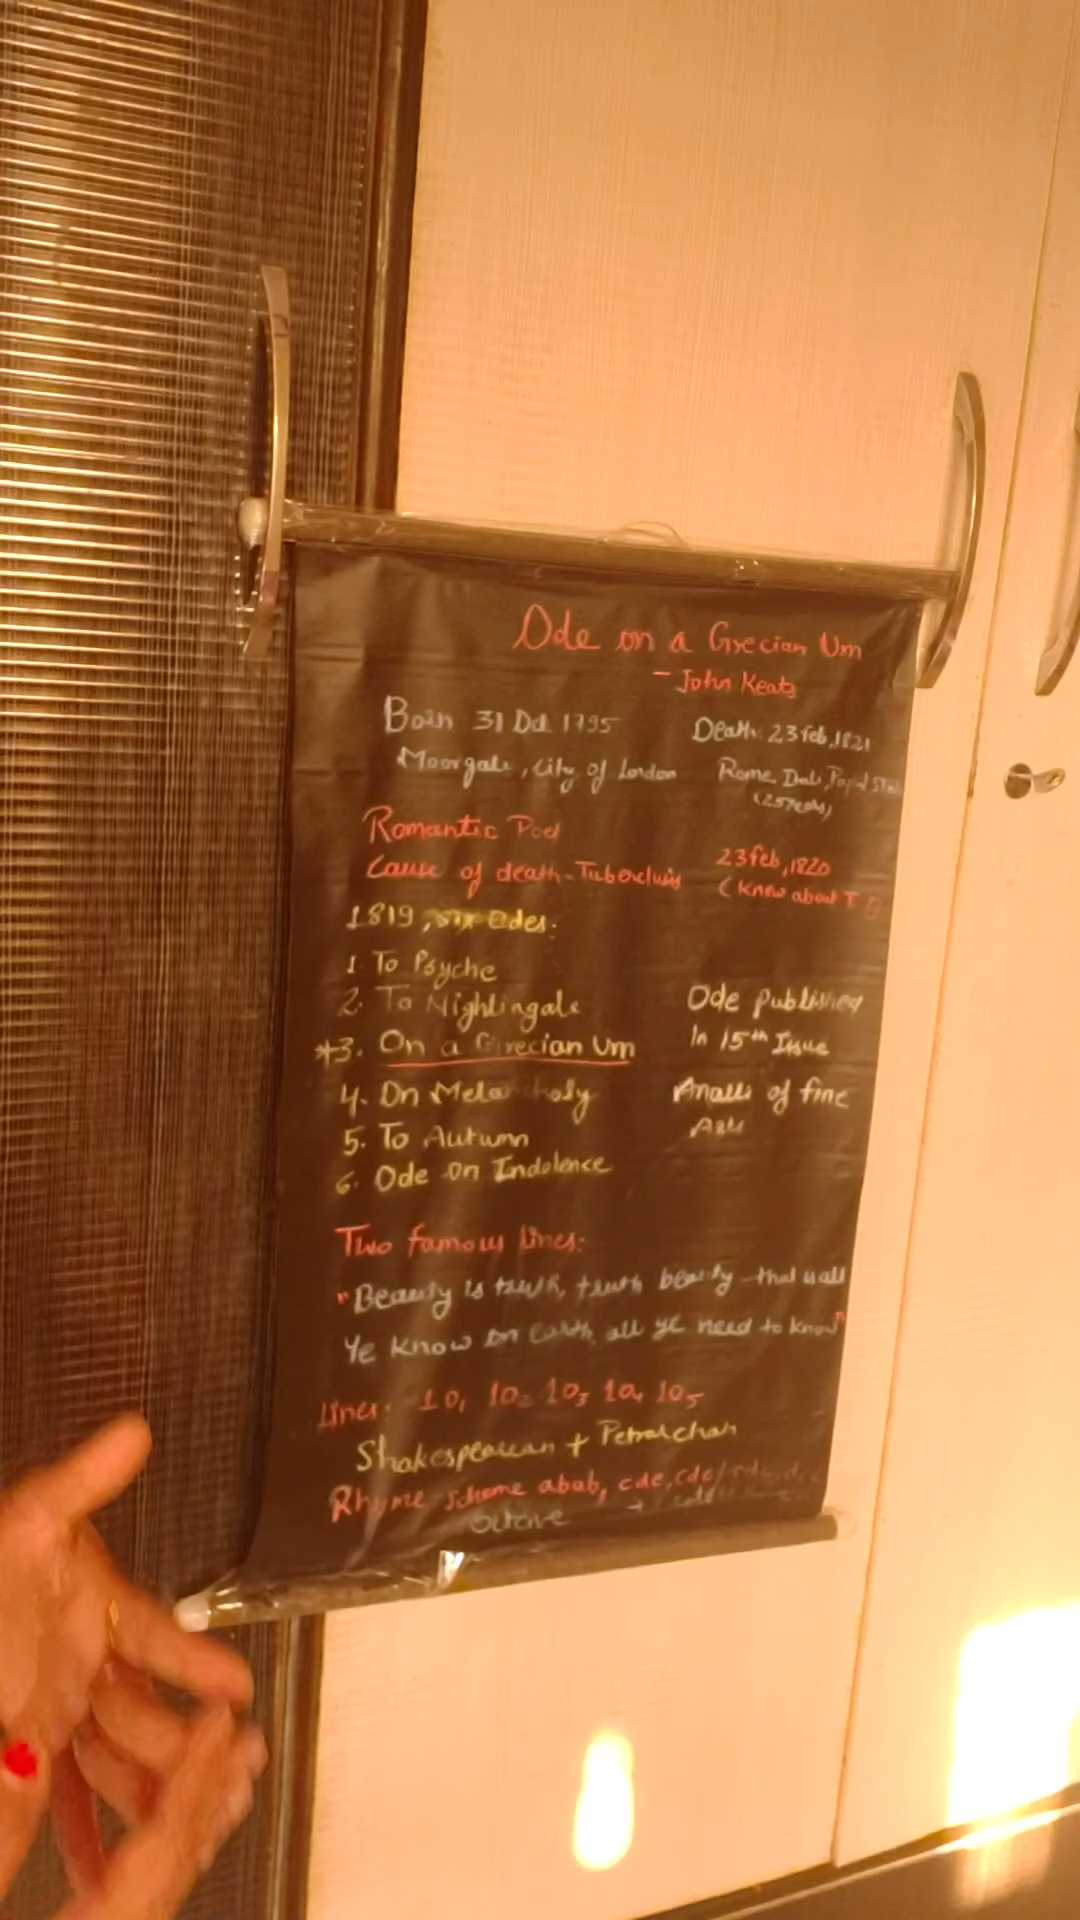 Ode on a Grecian Urn
- John Keats
Born 31 Oct 1795 Death: 23 feb, 1821
Moorgate, City of London Rome,
(25 Years)
Romantic Poet
Cause of death - Tuberclusis 23 feb, 1820
(Know about T.B.
1819, six Odes:
1 To Psyche
2. To Nightingale Ode published
*3. On a Grecian Urn In 15th Issue
4. On Melancholy of fine
5. To Autumn
6. Ode on Indolence
Two famous lines:
"Beauty is truth, truth beauty - that is all
Ye know on earth, all ye need to know"
Lines: 10, 10, 10, 10, 10,
Shakespearean + Petrarchan
Rhyme scheme abab, cde, cde/
octave